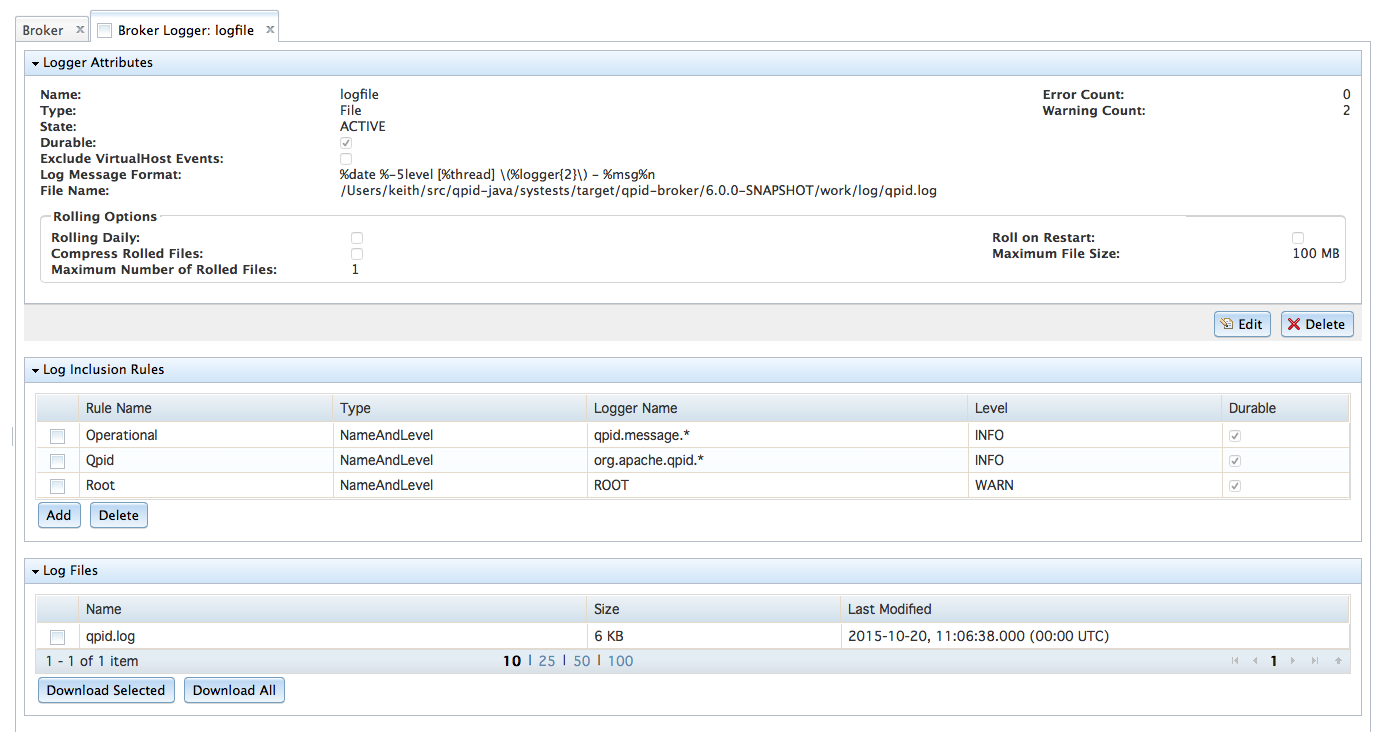 Broker x Broker Logger: logfile x
Logger Attributes
Name: logfile Error Count: 0
Type: File Warning Count: 2
State: ACTIVE
Durable:
Exclude VirtualHost Events:
Log Message Format: %date %-5level [%thread] \(%logger{2}\) - %msg%n
File Name: /Users/keith/src/qpid-java/systests/target/qpid-broker/6.0.0-SNAPSHOT/work/log/qpid.log
Rolling Options
Rolling Daily: Roll on Restart:
Compress Rolled Files: Maximum File Size: 100 MB
Maximum Number of Rolled Files: 1
Edit Delete
Log Inclusion Rules
Rule Name Type Logger Name Level Durable
Operational NameAndLevel qpid.message.* INFO
Qpid NameAndLevel org.apache.qpid.* INFO
Root NameAndLevel ROOT WARN
Add Delete
Log Files
Name Size Last Modified
qpid.log 6 KB 2015-10-20, 11:06:38.000 (00:00 UTC)
1 - 1 of 1 item 10 | 25 | 50 | 100 1
Download Selected Download All